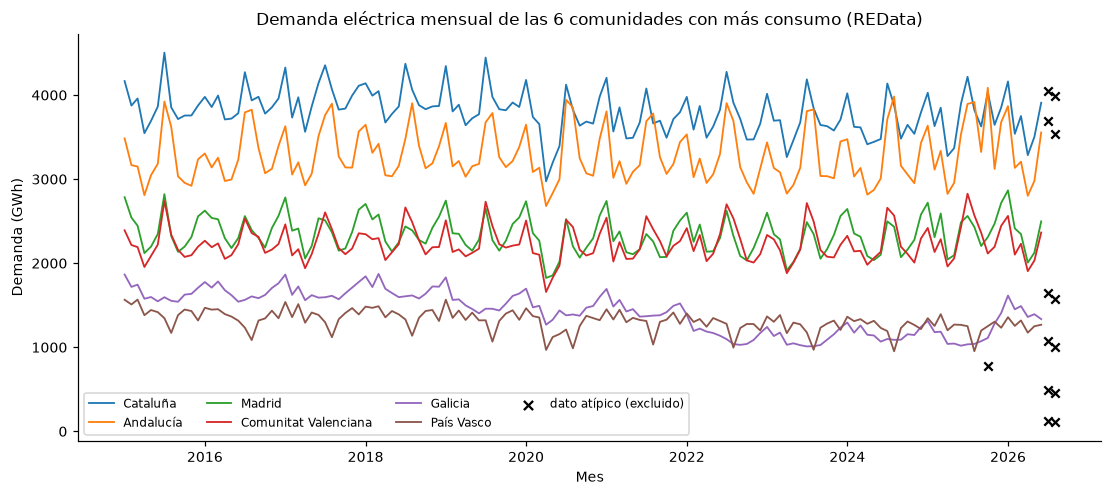 Demanda eléctrica mensual de las 6 comunidades con más consumo (REData)
Demanda (GWh)
4000
3000
2000
1000
0
Cataluña
Andalucía
Madrid
Comunitat Valenciana
Galicia
País Vasco
dato atípico (excluido)
2016
2018
2020
2022
2024
2026
Mes